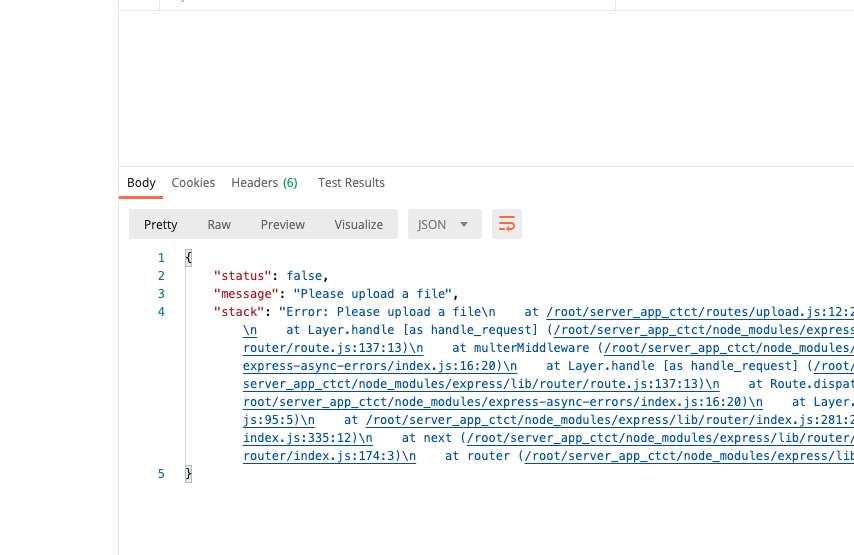 Body Cookies Headers (6) Test Results
Pretty Raw Preview Visualize JSON
1 {
2 "status": false,
3 "message": "Please upload a file",
4 "stack": "Error: Please upload a file\n    at /root/server_app_ctct/routes/upload.js:12:2
\n    at Layer.handle [as handle_request] (/root/server_app_ctct/node_modules/express
router/route.js:137:13)\n    at multerMiddleware (/root/server_app_ctct/node_modules/
express-async-errors/index.js:16:20)\n    at Layer.handle [as handle_request] (/root/
server_app_ctct/node_modules/express/lib/router/route.js:137:13)\n    at Route.dispat
root/server_app_ctct/node_modules/express-async-errors/index.js:16:20)\n    at Layer.
js:95:5)\n    at /root/server_app_ctct/node_modules/express/lib/router/index.js:281:2
index.js:335:12)\n    at next (/root/server_app_ctct/node_modules/express/lib/router/
router/index.js:174:3)\n    at router (/root/server_app_ctct/node_modules/express/lib
5 }